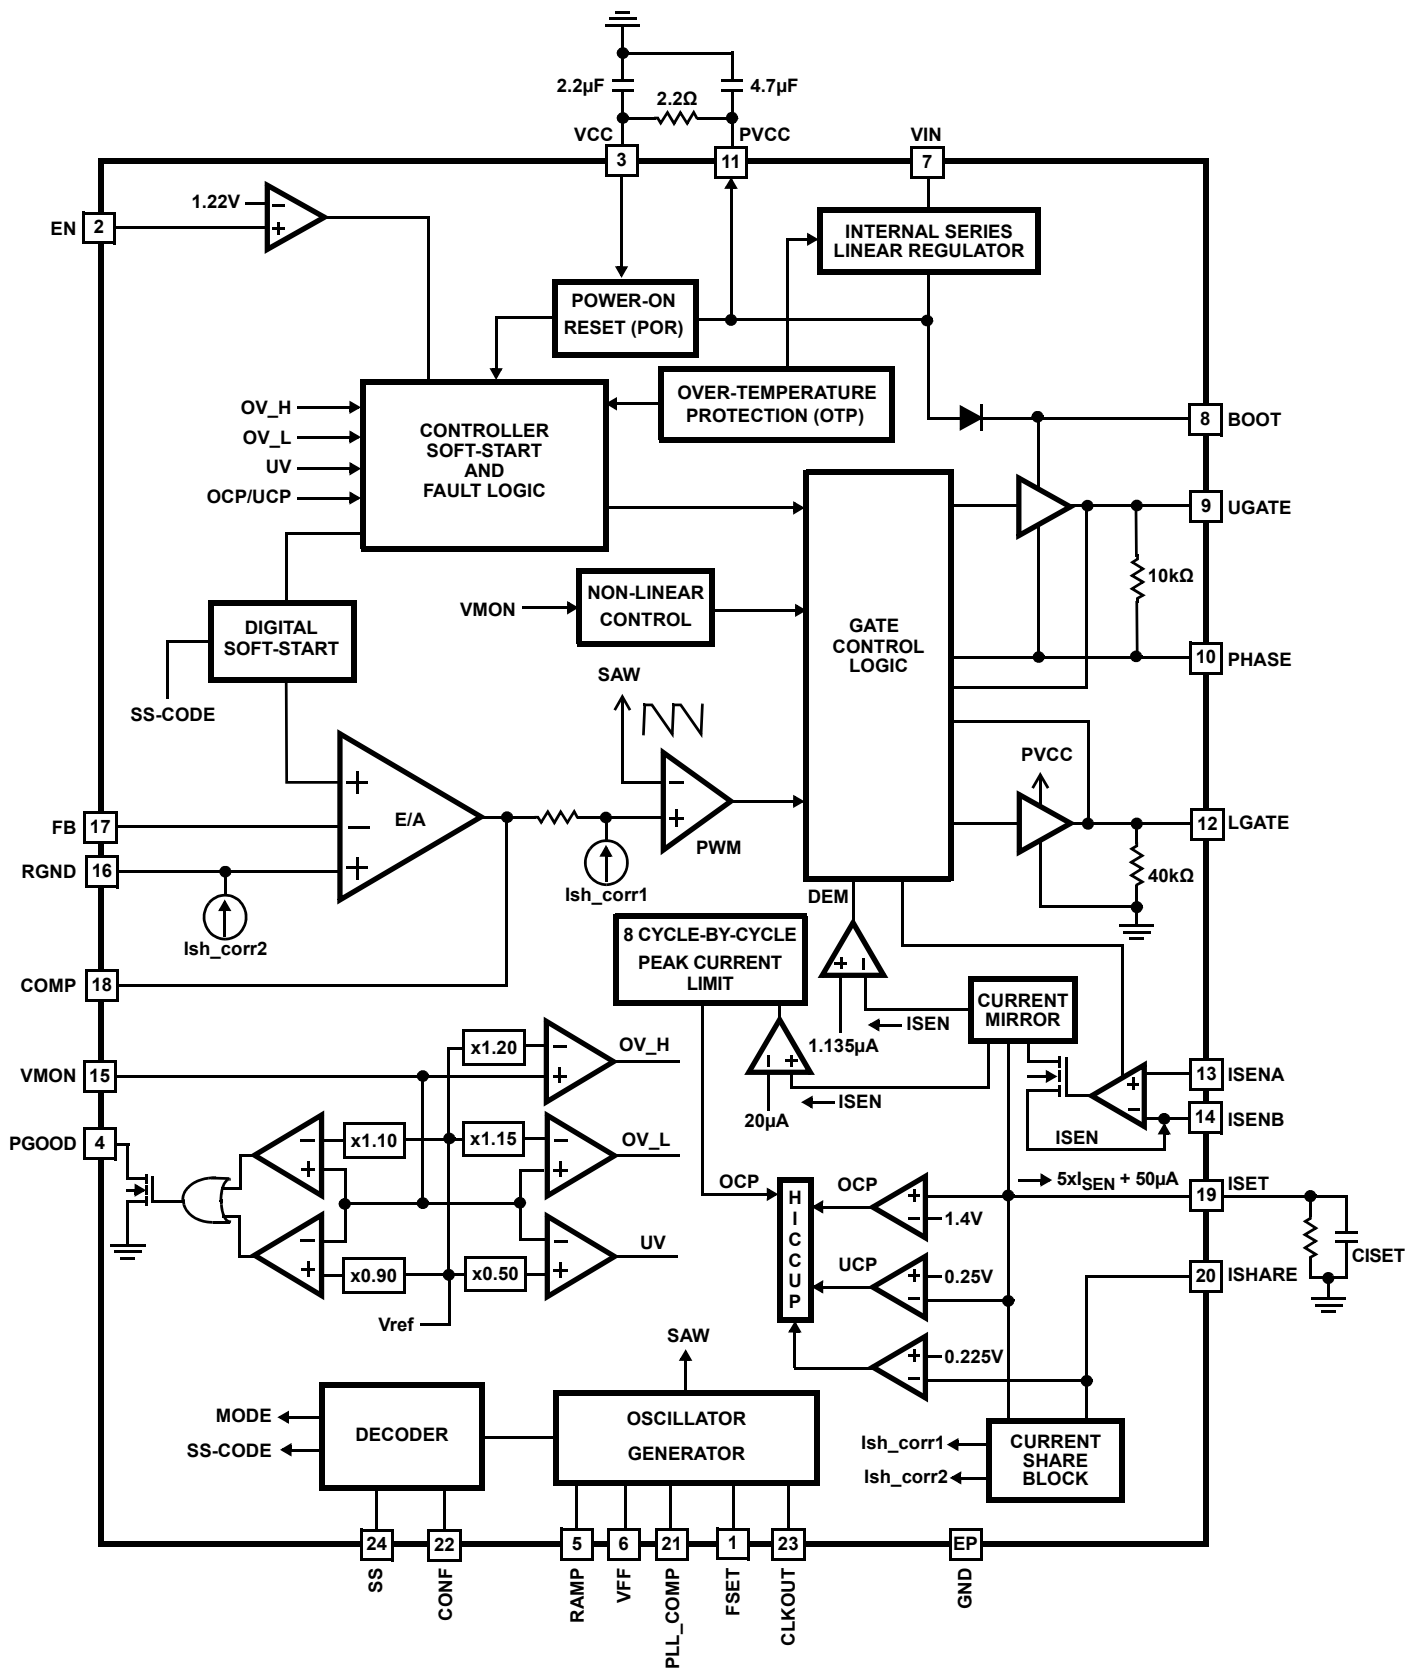 2.2µF
4.7µF
2.2Ω
VCC
PVCC
VIN
3
11
7
1.22V
−
+
EN
2
INTERNAL SERIES
LINEAR REGULATOR
POWER-ON
RESET (POR)
OVER-TEMPERATURE
PROTECTION (OTP)
OV_H
OV_L
UV
OCP/UCP
CONTROLLER
SOFT-START
AND
FAULT LOGIC
8
BOOT
9
UGATE
10kΩ
NON-LINEAR
CONTROL
VMON
GATE
CONTROL
LOGIC
DIGITAL
SOFT-START
10
PHASE
SS-CODE
SAW
PVCC
+
−
+
E/A
−
+
PWM
FB
17
12
LGATE
RGND
16
40kΩ
Ish_corr1
Ish_corr2
DEM
8 CYCLE-BY-CYCLE
PEAK CURRENT
LIMIT
+
−
COMP
18
CURRENT
MIRROR
ISEN
1.135µA
x1.20
−
+
OV_H
−
+
VMON
15
13
ISENA
+
−
20µA
ISEN
14
ISENB
ISEN
PGOOD
4
−
+
x1.10
x1.15
−
+
OV_L
OCP
H
I
C
C
U
P
OCP
+
−
1.4V
5xISEN + 50µA
19
ISET
−
+
x0.90
x0.50
−
+
UV
UCP
+
−
0.25V
CISET
20
ISHARE
Vref
SAW
+
−
0.225V
MODE
SS-CODE
DECODER
OSCILLATOR
GENERATOR
Ish_corr1
Ish_corr2
CURRENT
SHARE
BLOCK
24
22
5
6
21
1
23
EP
SS
CONF
RAMP
VFF
PLL_COMP
FSET
CLKOUT
GND